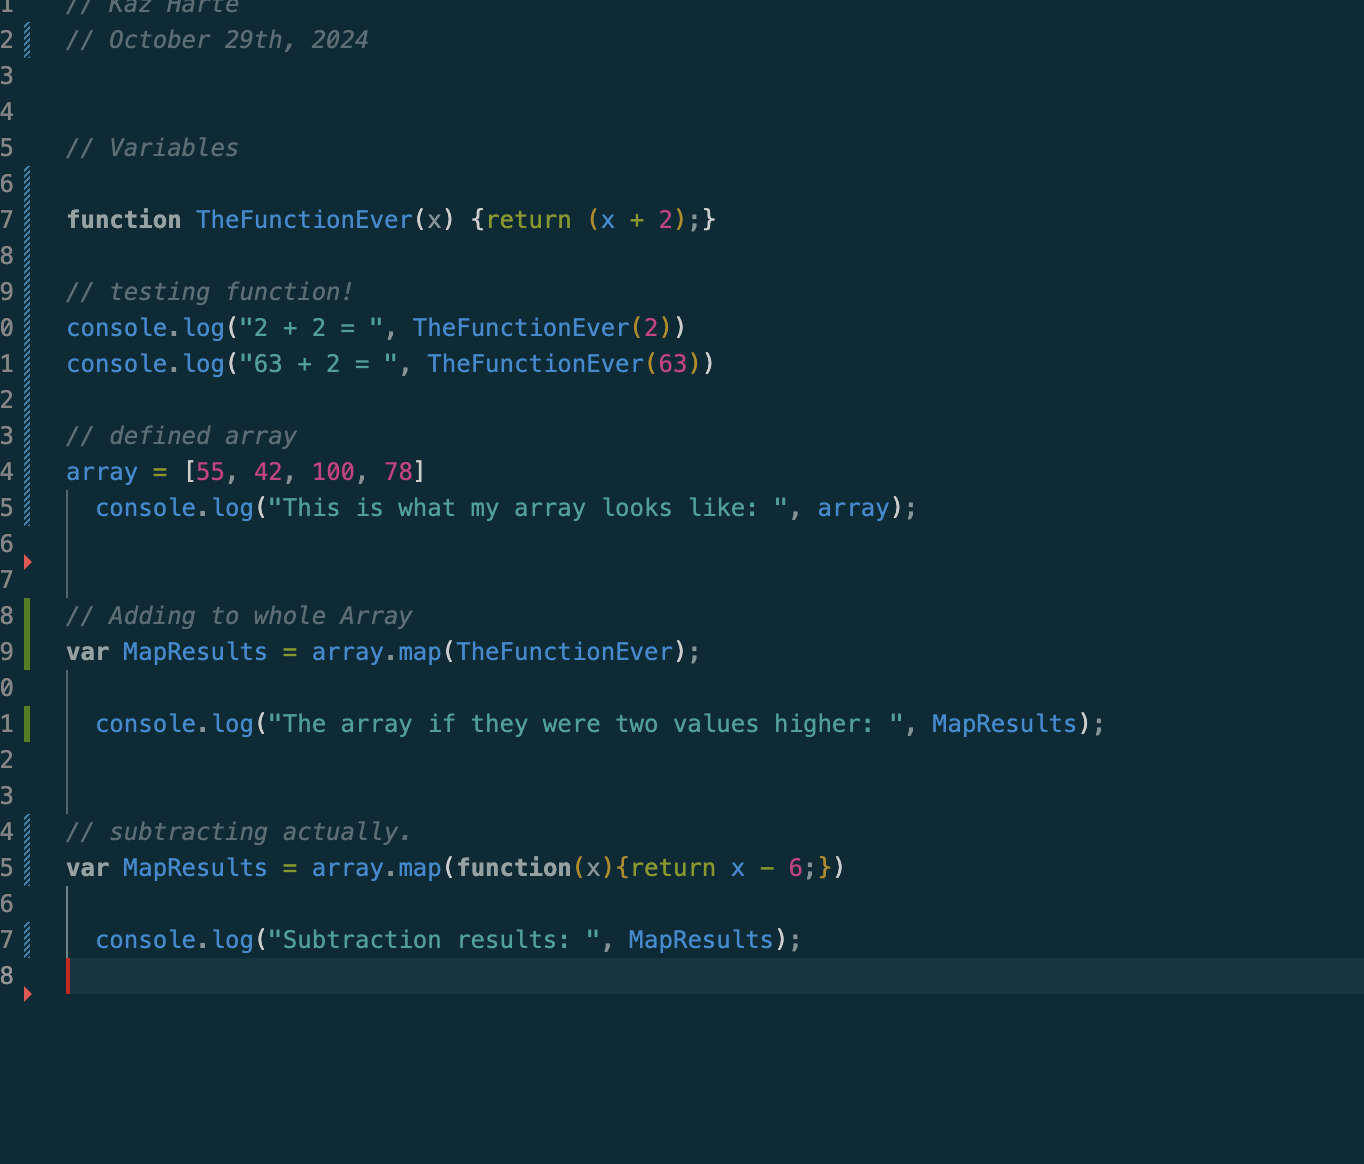 1 // Kaz Harte
2 // October 29th, 2024
3
4
5 // Variables
6
7 function TheFunctionEver(x) {return (x + 2);}
8
9 // testing function!
0 console.log("2 + 2 = ", TheFunctionEver(2))
1 console.log("63 + 2 = ", TheFunctionEver(63))
2
3 // defined array
4 array = [55, 42, 100, 78]
5   console.log("This is what my array looks like: ", array);
6
7
8 // Adding to whole Array
9 var MapResults = array.map(TheFunctionEver);
0
1   console.log("The array if they were two values higher: ", MapResults);
2
3
4 // subtracting actually.
5 var MapResults = array.map(function(x){return x - 6;})
6
7   console.log("Subtraction results: ", MapResults);
8